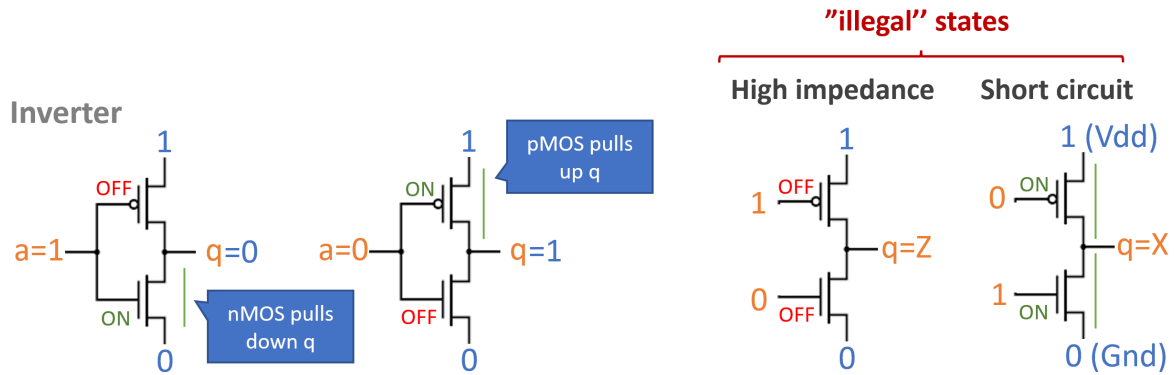 ”illegal’’ states
High impedance
Short circuit
Inverter
1
OFF
a=1
q=0
ON
nMOS pulls
down q
0
1
pMOS pulls
up q
ON
a=0
q=1
OFF
0
1
OFF
1
q=Z
0
OFF
0
1 (Vdd)
ON
0
q=X
1
ON
0 (Gnd)